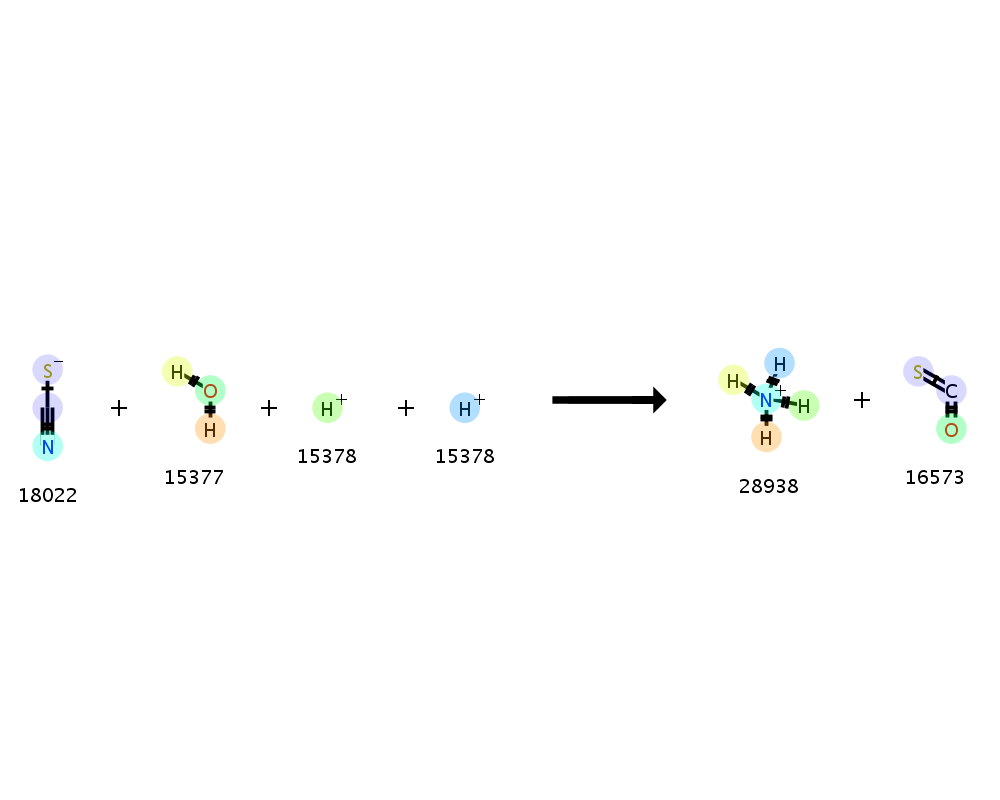 S− + H O H + H+ + H+ → H H N+ H H + S C O
N
18022 15377 15378 15378 28938 16573